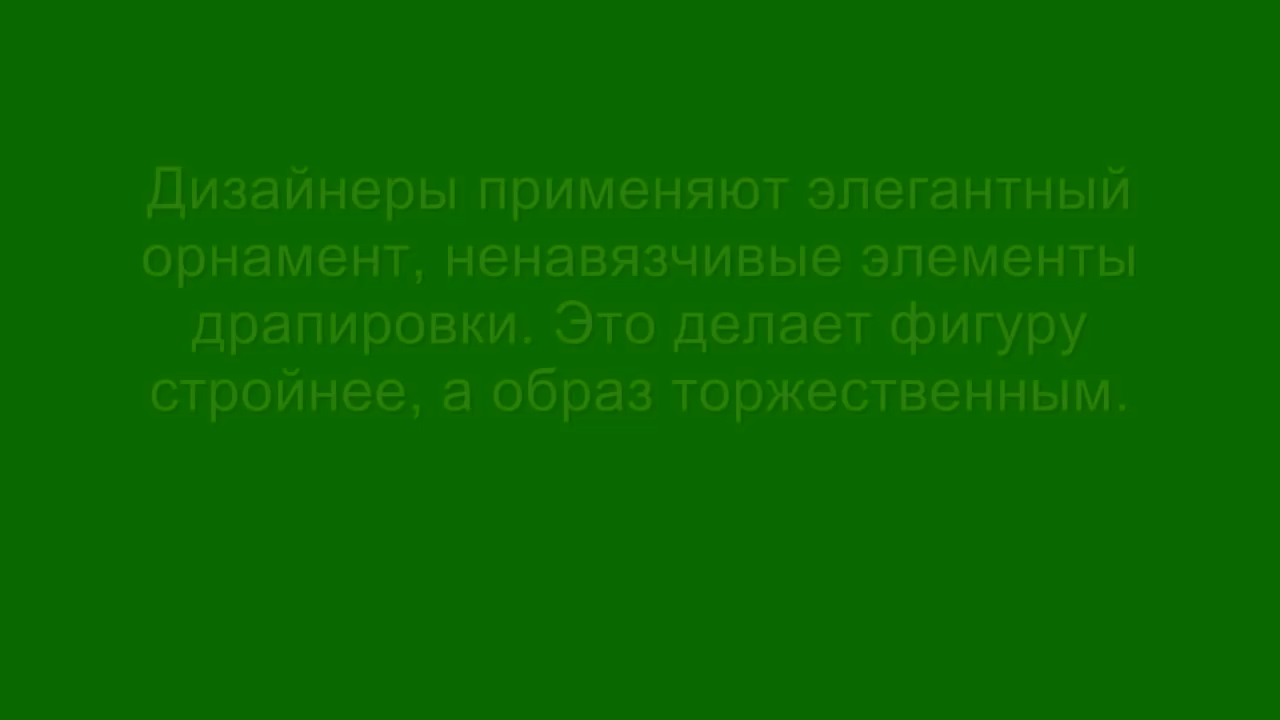 Дизайнеры применяют элегантный
орнамент, ненавязчивые элементы
драпировки. Это делает фигуру
стройнее, а образ торжественным.